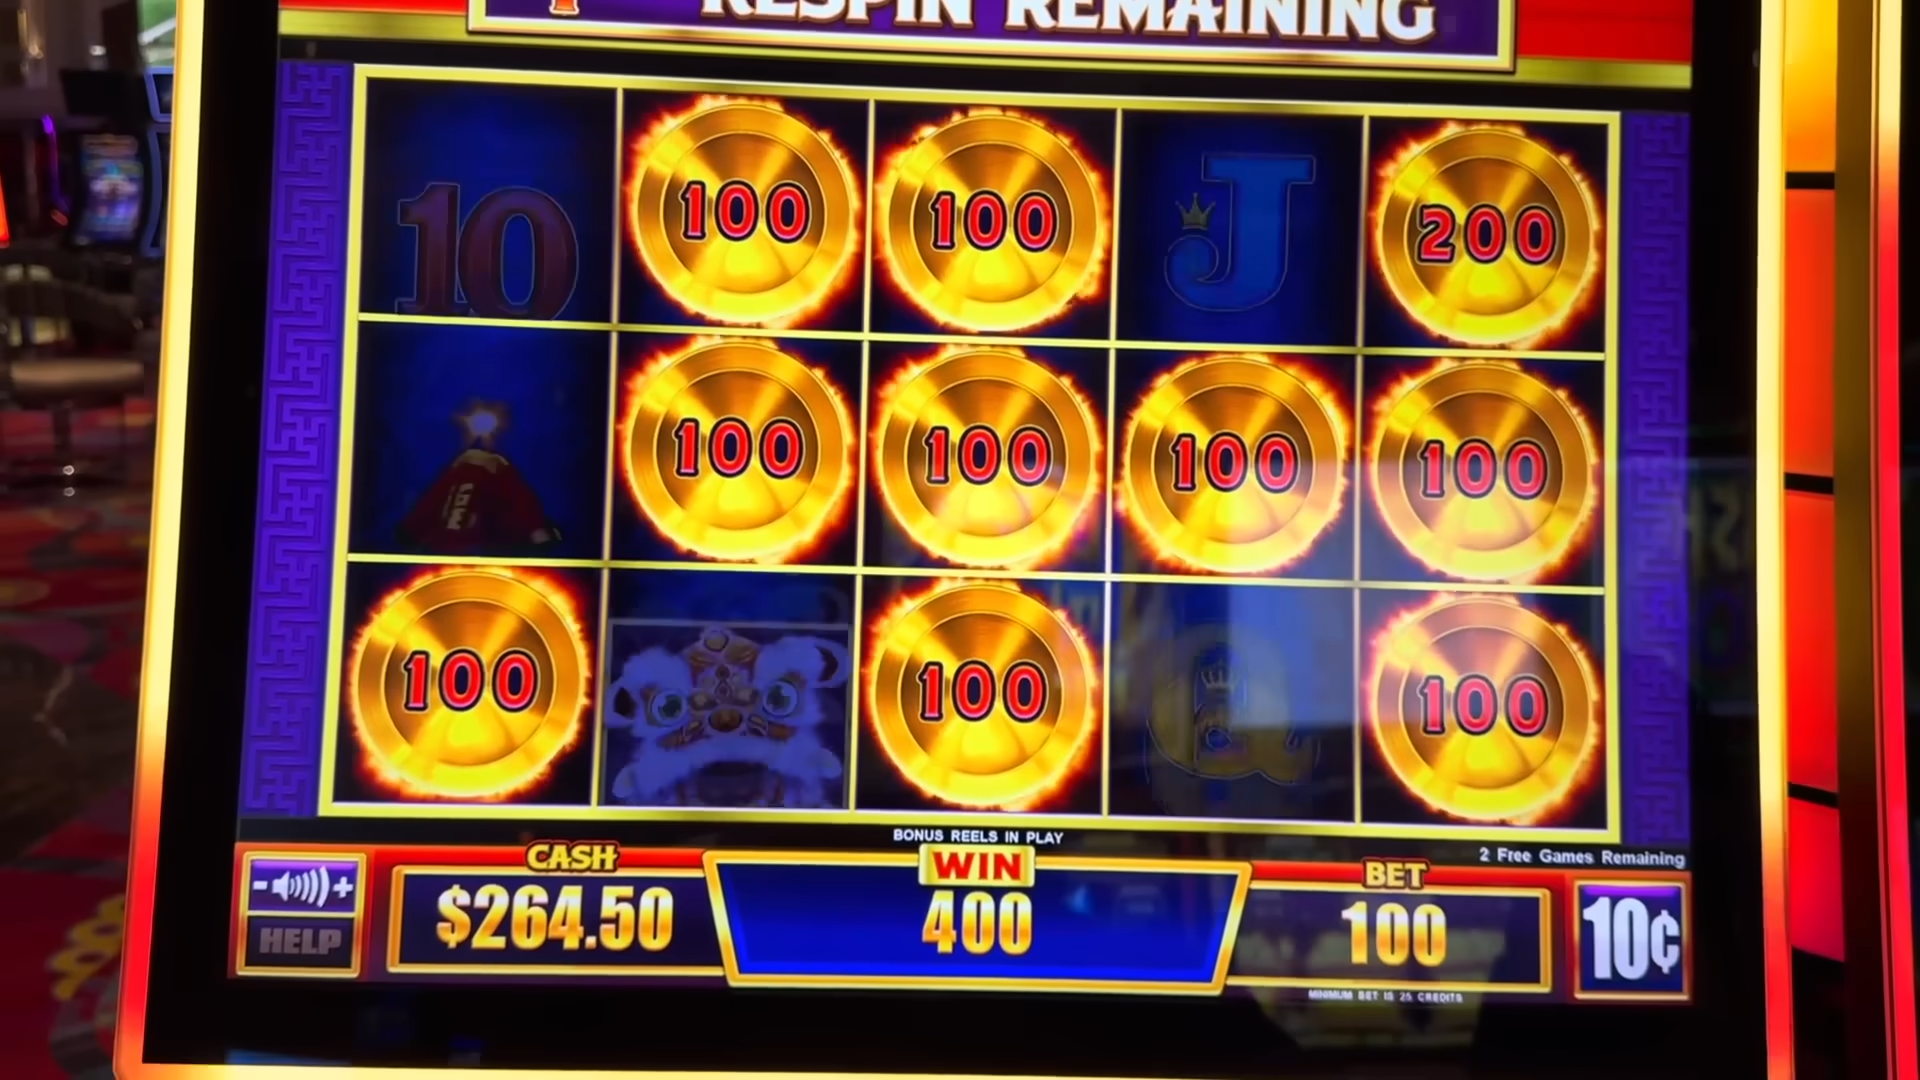 1 RESPIN REMAINING
10 100 100 J 200
100 100 100 100
100 100 Q 100
BONUS REELS IN PLAY
2 Free Games Remaining
CASH WIN BET
- +
$264.50 400 100 10¢
HELP
MINIMUM BET IS 25 CREDITS